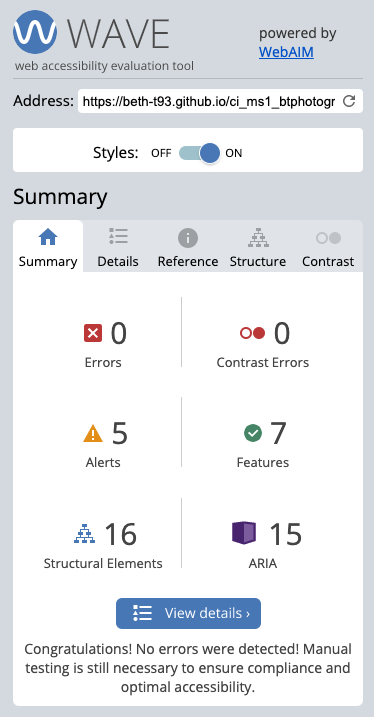 WAVE
web accessibility evaluation tool
powered by
WebAIM
Address: https://beth-t93.github.io/ci_ms1_btphotogr
Styles: OFF ON
Summary
Summary Details Reference Structure Contrast
0 0
Errors Contrast Errors
5 7
Alerts Features
16 15
Structural Elements ARIA
View details ›
Congratulations! No errors were detected! Manual
testing is still necessary to ensure compliance and
optimal accessibility.